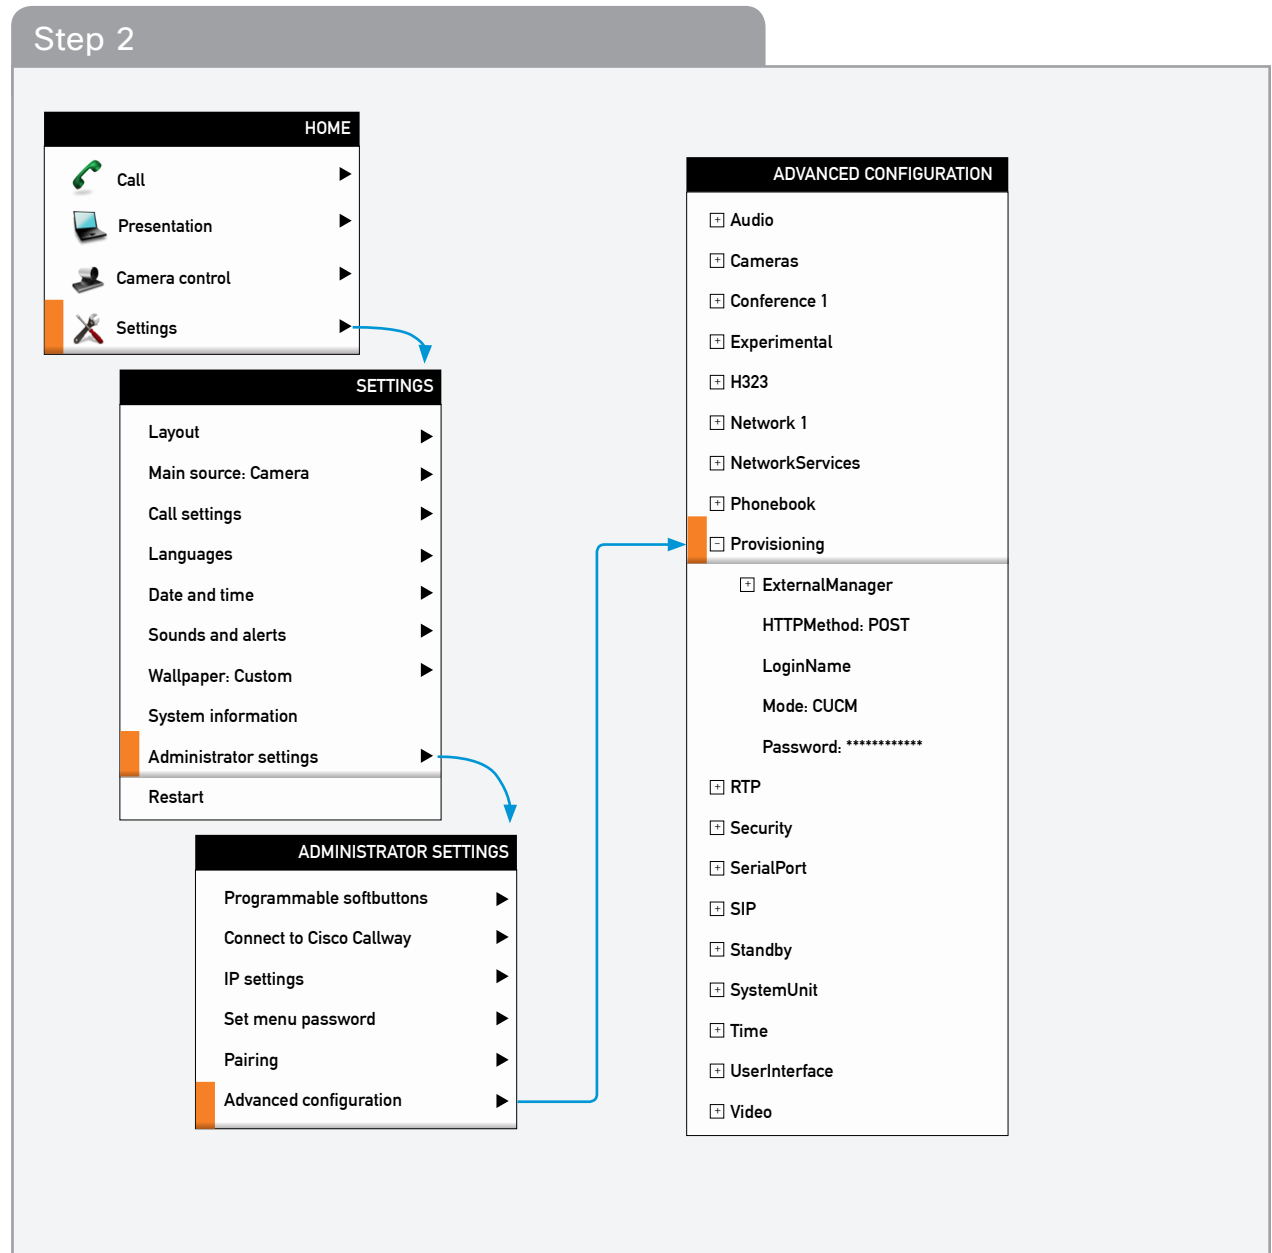 Step 2
HOME
Call
Presentation
Camera control
Settings
SETTINGS
Layout
Main source: Camera
Call settings
Languages
Date and time
Sounds and alerts
Wallpaper: Custom
System information
Administrator settings
Restart
ADMINISTRATOR SETTINGS
Programmable softbuttons
Connect to Cisco Callway
IP settings
Set menu password
Pairing
Advanced configuration
ADVANCED CONFIGURATION
Audio
Cameras
Conference 1
Experimental
H323
Network 1
NetworkServices
Phonebook
Provisioning
ExternalManager
HTTPMethod: POST
LoginName
Mode: CUCM
Password: ************
RTP
Security
SerialPort
SIP
Standby
SystemUnit
Time
UserInterface
Video